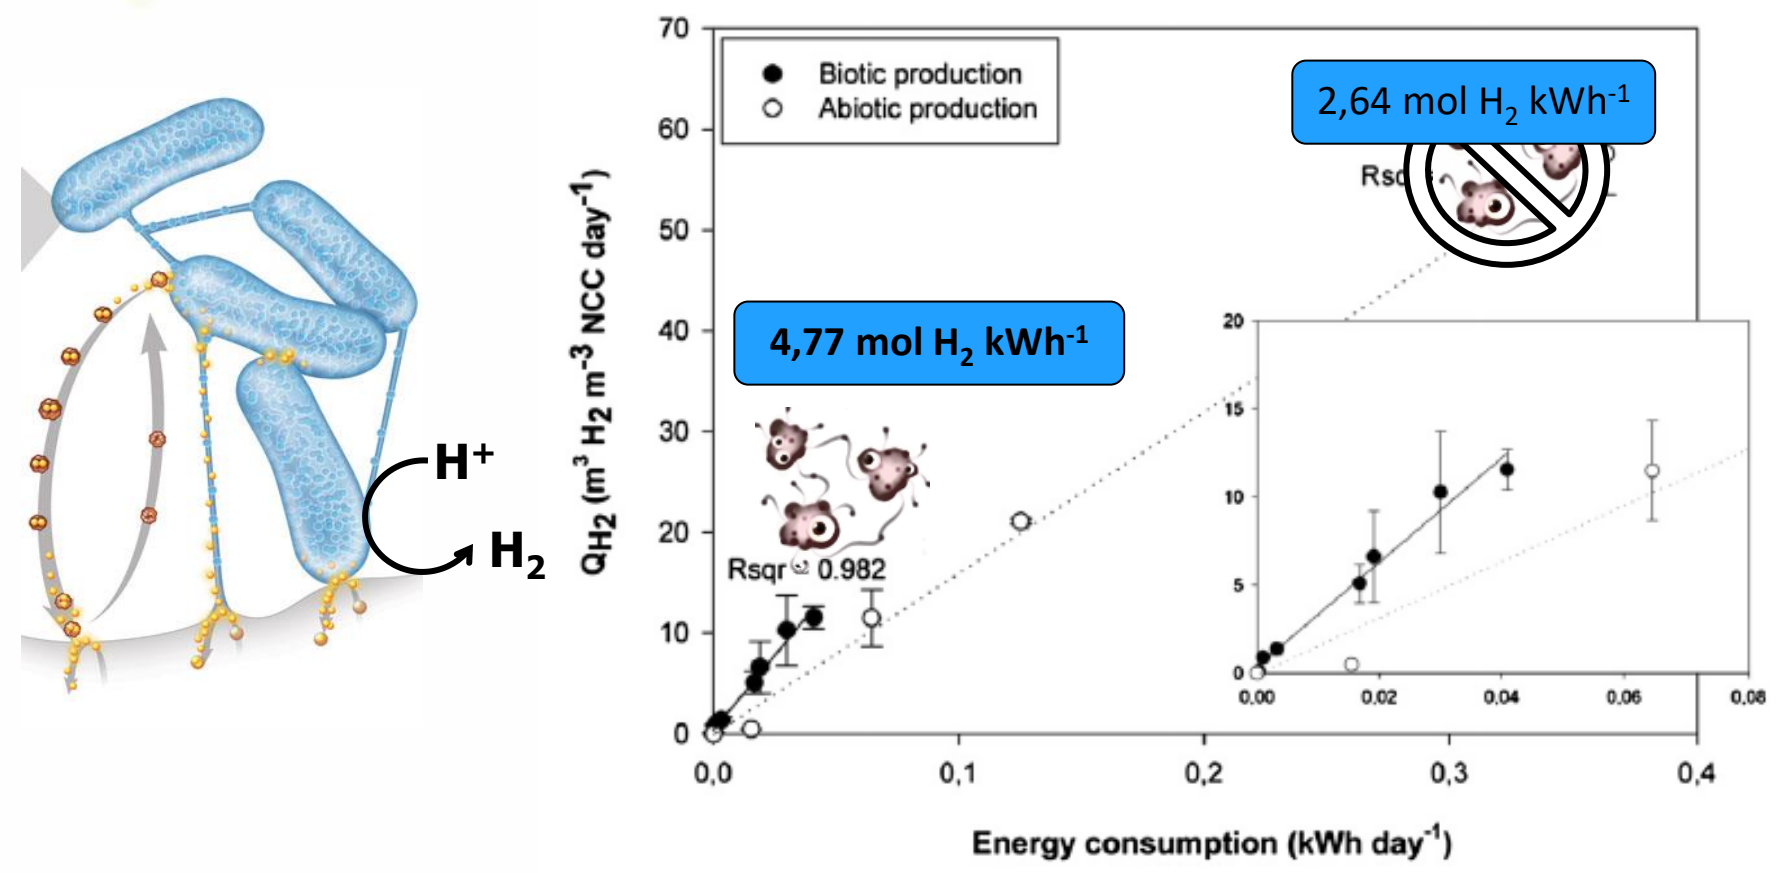 H⁺
H₂
70
60
50
40
30
20
10
0
Q_H2 (m³ H₂ m⁻³ NCC day⁻¹)
Biotic production
Abiotic production
2,64 mol H₂ kWh⁻¹
4,77 mol H₂ kWh⁻¹
Rsqr = 0.982
20
15
10
5
0
0,00 0,02 0,04 0,06 0,08
0,0 0,1 0,2 0,3 0,4
Energy consumption (kWh day⁻¹)